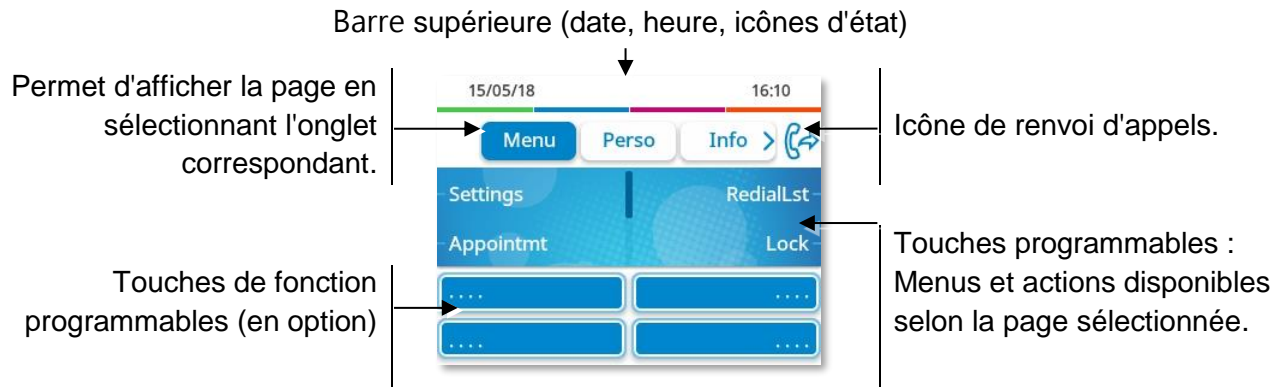 Barre supérieure (date, heure, icônes d'état)
Permet d'afficher la page en
sélectionnant l'onglet
correspondant.
15/05/18 16:10
Menu Perso Info >
Icône de renvoi d'appels.
Settings RedialLst
Appointmt Lock
Touches de fonction
programmables (en option)
.... ....
.... ....
Touches programmables :
Menus et actions disponibles
selon la page sélectionnée.